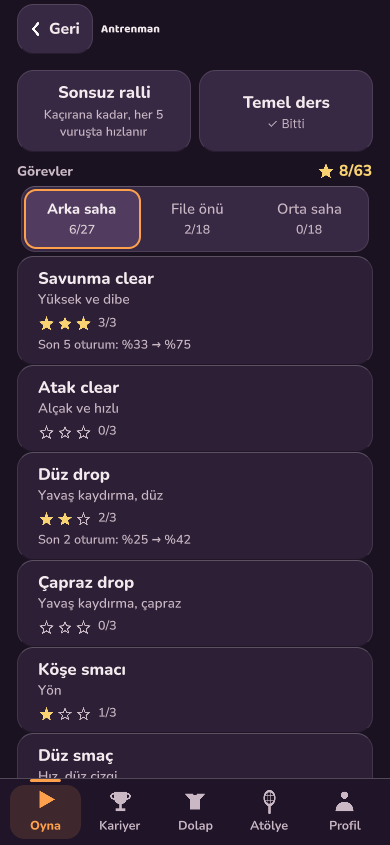 Geri
Antrenman
Sonsuz ralli
Kaçırana kadar, her 5
vuruşta hızlanır
Temel ders
✓ Bitti
Görevler
★ 8/63
Arka saha
6/27
File önü
2/18
Orta saha
0/18
Savunma clear
Yüksek ve dibe
★ ★ ★ 3/3
Son 5 oturum: %33 → %75
Atak clear
Alçak ve hızlı
☆ ☆ ☆ 0/3
Düz drop
Yavaş kaydırma, düz
★ ★ ☆ 2/3
Son 2 oturum: %25 → %42
Çapraz drop
Yavaş kaydırma, çapraz
☆ ☆ ☆ 0/3
Köşe smacı
Yön
★ ☆ ☆ 1/3
Düz smaç
Hız, düz çizgi
Oyna
Kariyer
Dolap
Atölye
Profil